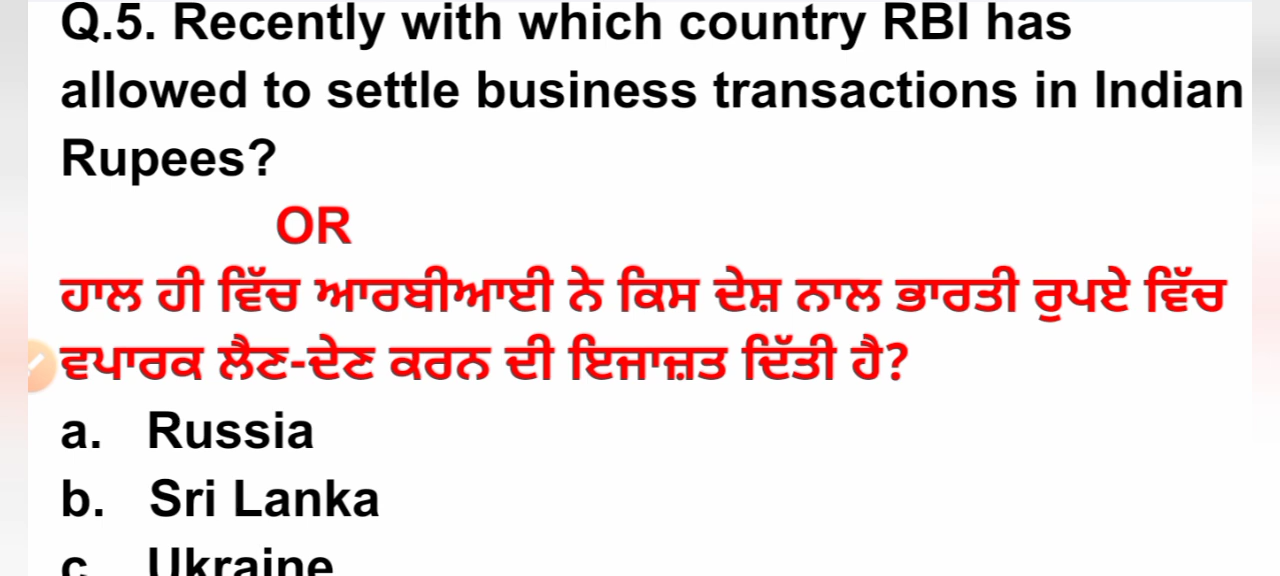 Q.5. Recently with which country RBI has
allowed to settle business transactions in Indian
Rupees?
OR
ਹਾਲ ਹੀ ਵਿੱਚ ਆਰਬੀਆਈ ਨੇ ਕਿਸ ਦੇਸ਼ ਨਾਲ ਭਾਰਤੀ ਰੁਪਏ ਵਿੱਚ
ਵਪਾਰਕ ਲੈਣ-ਦੇਣ ਕਰਨ ਦੀ ਇਜਾਜ਼ਤ ਦਿੱਤੀ ਹੈ?
a. Russia
b. Sri Lanka
c Ukraine